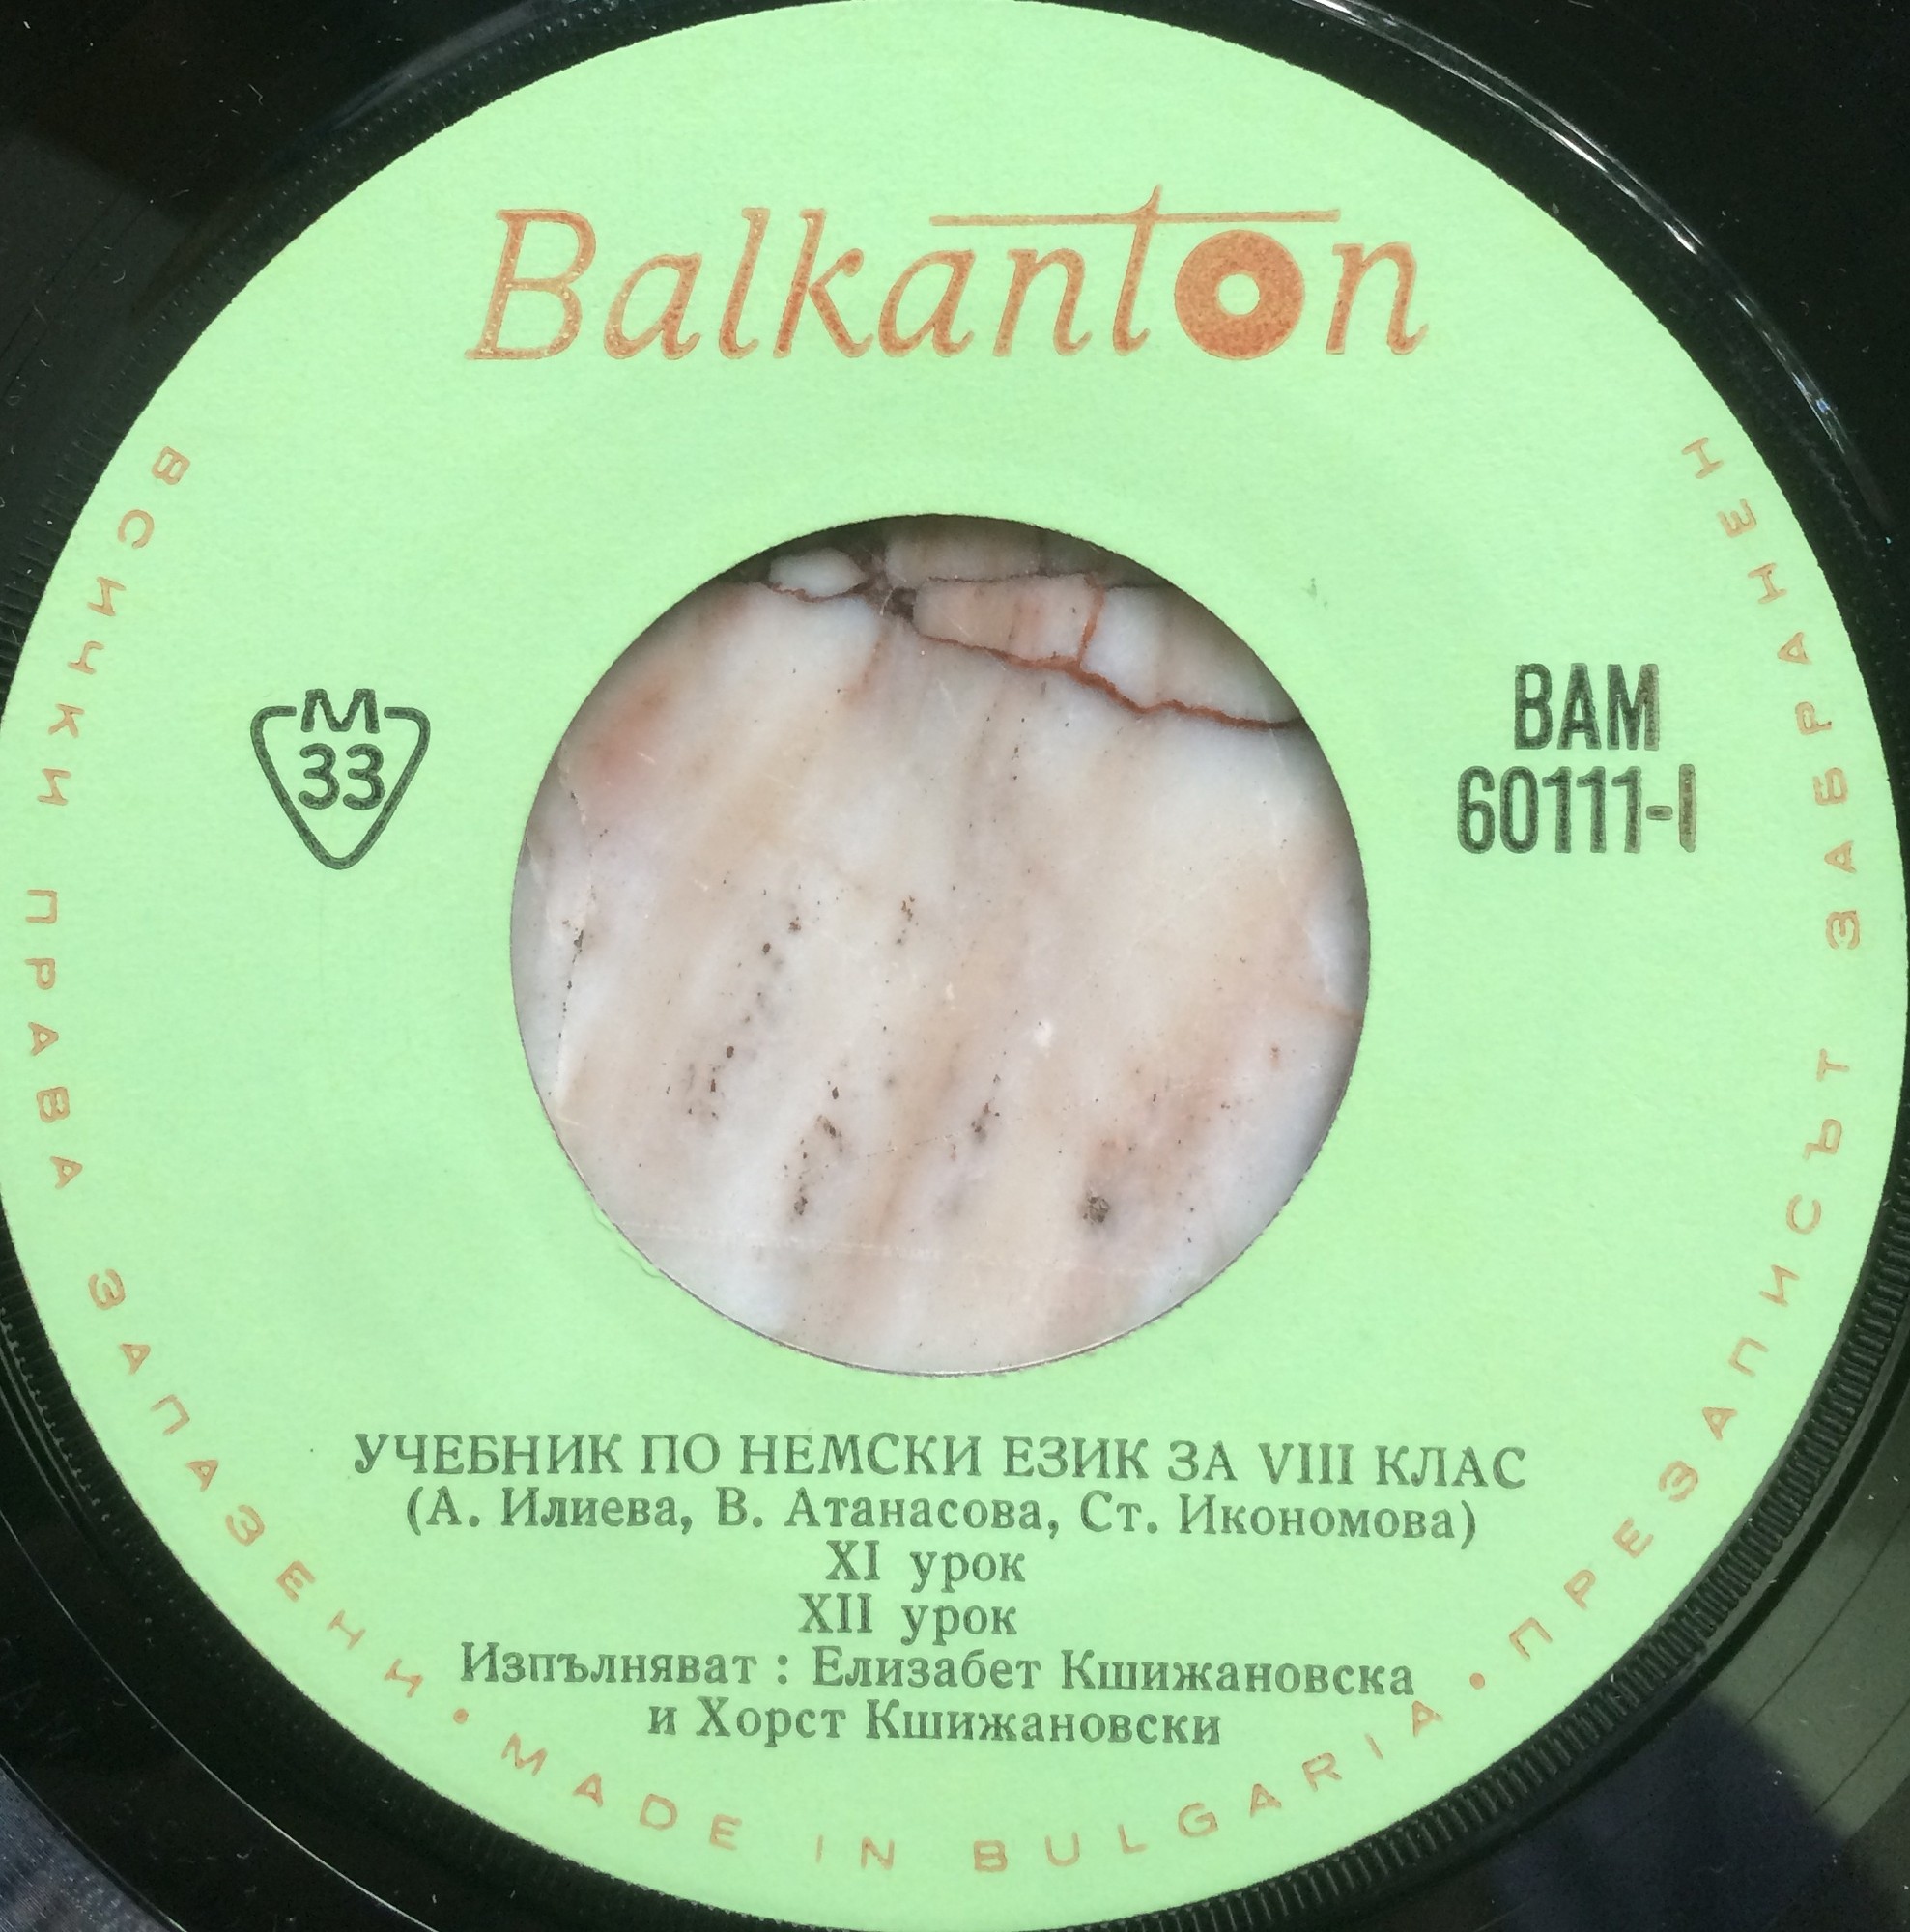 Balkanton
М
33
ВАМ
60111-I
УЧЕБНИК ПО НЕМСКИ ЕЗИК ЗА VIII КЛАС
(А. Илиева, В. Атанасова, Ст. Икономова)
XI урок
XII урок
Изпълняват : Елизабет Кшижановска
и Хорст Кшижановски
ВСИЧКИ ПРАВА ЗАПАЗЕНИ • MADE IN BULGARIA • ПРЕЗАПИСЪТ ЗАБРАНЕН